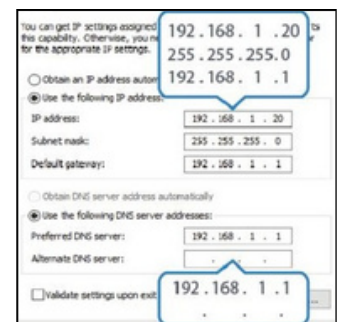 You can get IP settings assigned
this capability. Otherwise, you ne
for the appropriate IP settings.
192.168. 1 .20
255.255.255.0
192.168. 1 .1
Obtain an IP address autom
Use the following IP address:
IP address: 192 . 168 . 1 . 20
Subnet mask: 255 . 255 . 255 . 0
Default gateway: 192 . 168 . 1 . 1
Obtain DNS server address automatically
Use the following DNS server addresses:
Preferred DNS server: 192 . 168 . 1 . 1
Alternate DNS server: . . .
Validate settings upon exit
192.168. 1 .1
. . .
...